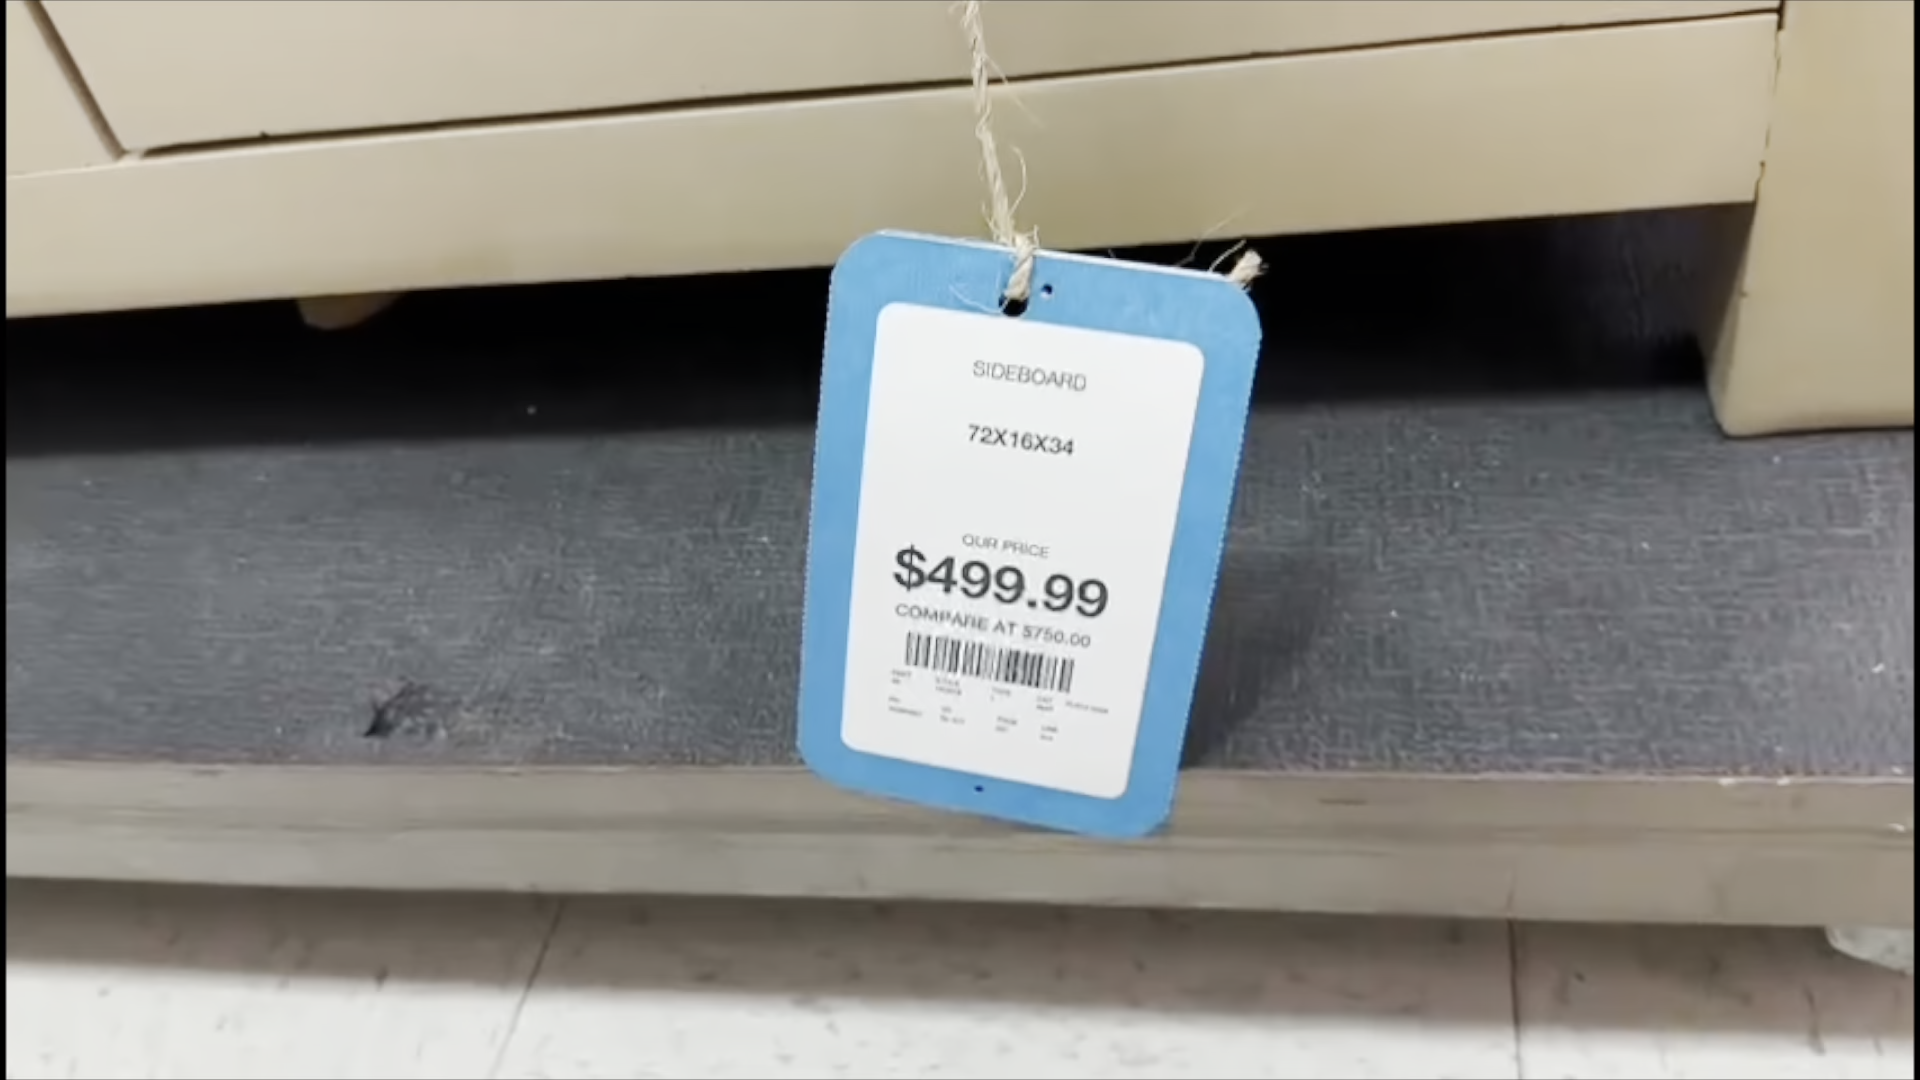 SIDEBOARD
72X16X34
OUR PRICE
$499.99
COMPARE AT $750.00